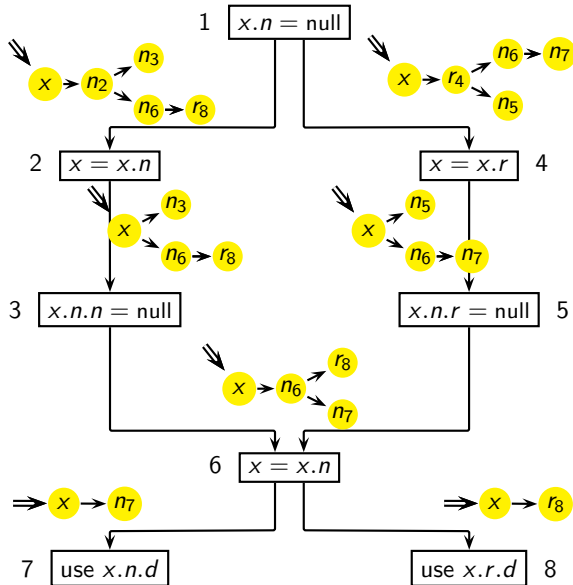 1 x.n = null
x n2 n3 n6 r8
x r4 n6 n7 n5
2 x = x.n
x = x.r 4
x n3 n6 r8
x n5 n6 n7
3 x.n.n = null
x.n.r = null 5
x n6 r8 n7
6 x = x.n
x n7
x r8
7 use x.n.d
use x.r.d 8